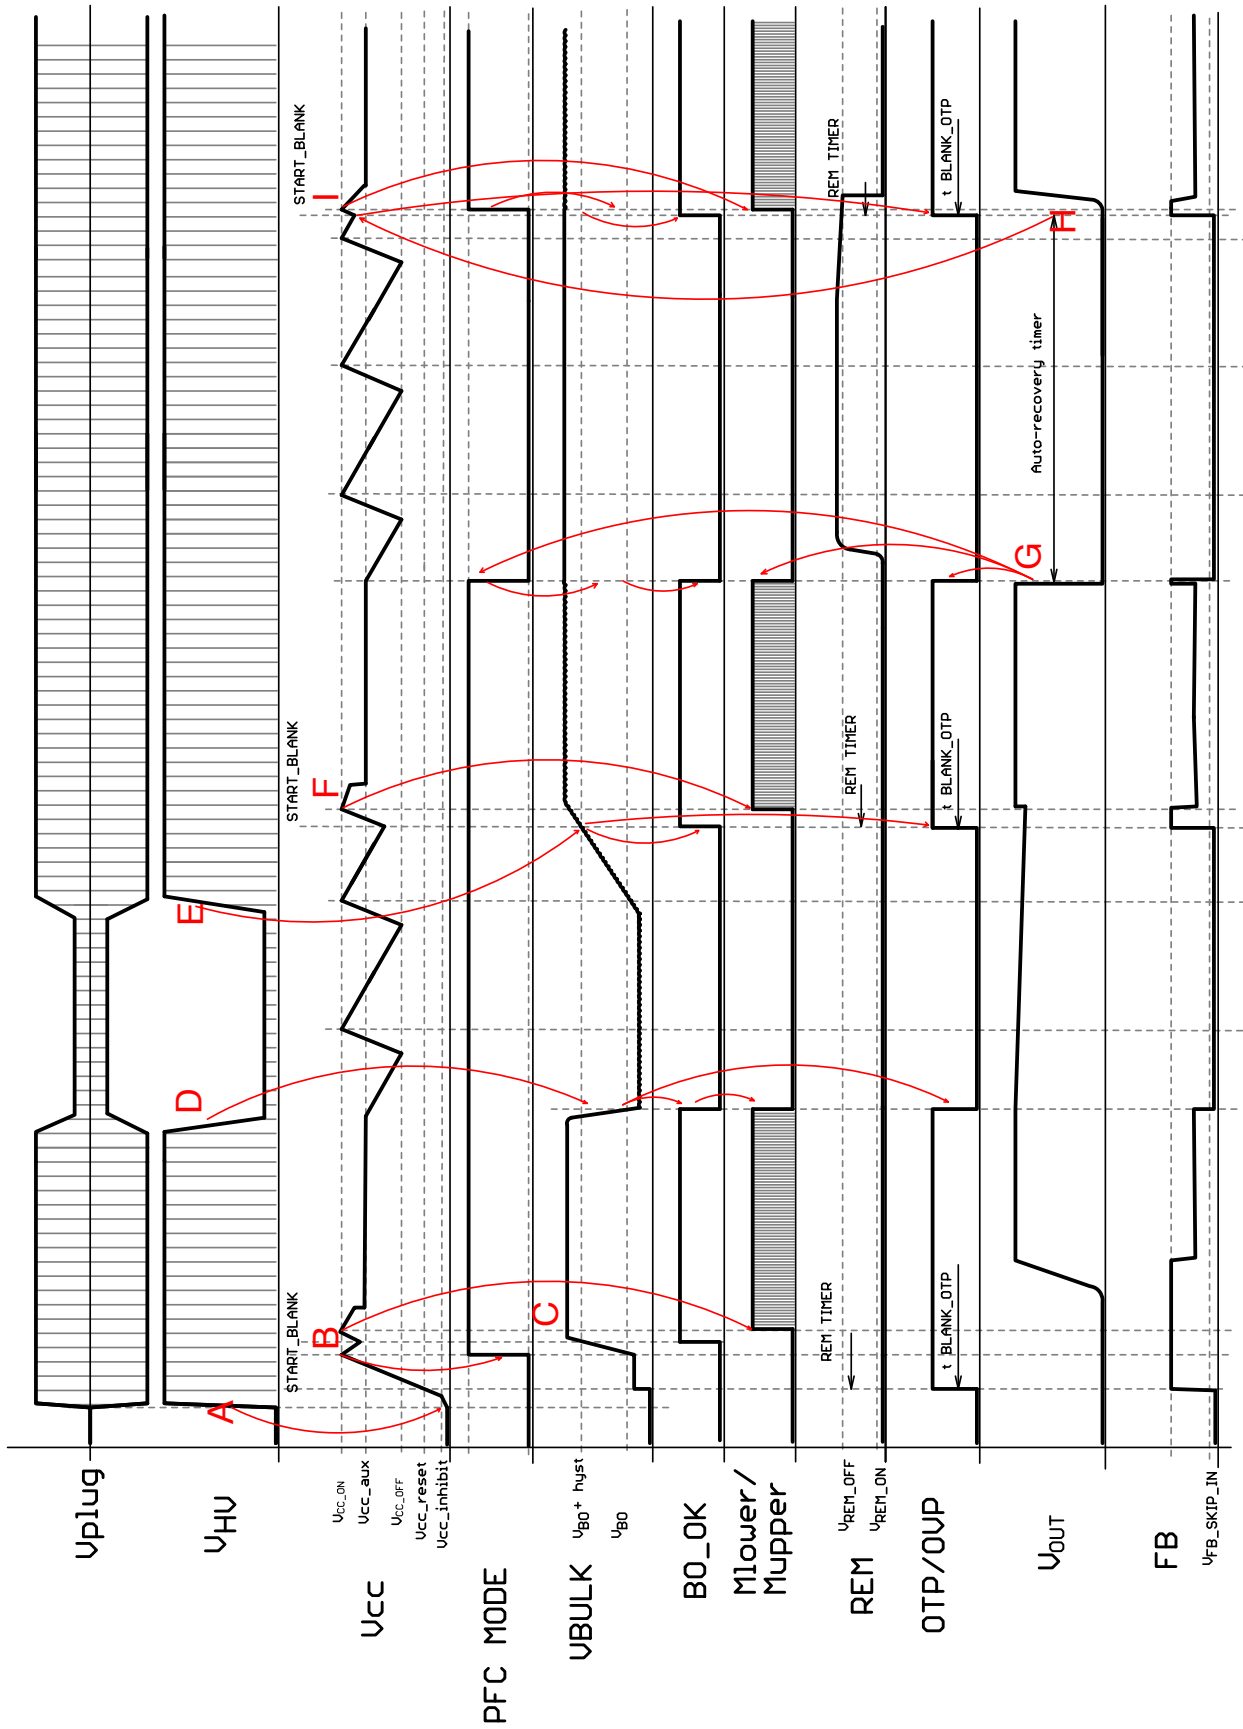 Vplug
VHV
Vcc
VCC_ON
Vcc_aux
VCC_OFF
Vcc_reset
Vcc_inhibit
START_BLANK
START_BLANK
START_BLANK
PFC MODE
VBULK
VBO+ hyst
VBO
BO_OK
Mlower/
Mupper
REM
VREM_OFF
VREM_ON
REM TIMER
REM TIMER
REM TIMER
OTP/OVP
t BLANK_OTP
t BLANK_OTP
t BLANK_OTP
VOUT
Auto-recovery timer
FB
VFB_SKIP_IN
A
B
C
D
E
F
G
H
I